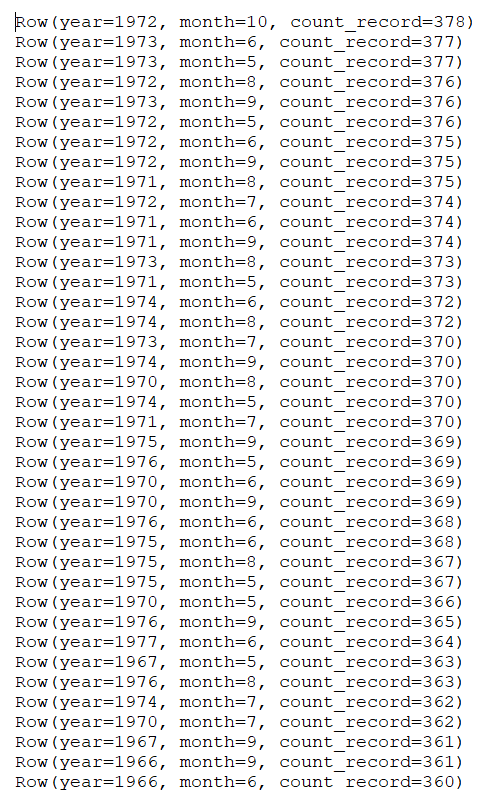 Row(year=1972, month=10, count_record=378)
Row(year=1973, month=6, count_record=377)
Row(year=1973, month=5, count_record=377)
Row(year=1972, month=8, count_record=376)
Row(year=1973, month=9, count_record=376)
Row(year=1972, month=5, count_record=376)
Row(year=1972, month=6, count_record=375)
Row(year=1972, month=9, count_record=375)
Row(year=1971, month=8, count_record=375)
Row(year=1972, month=7, count_record=374)
Row(year=1971, month=6, count_record=374)
Row(year=1971, month=9, count_record=374)
Row(year=1973, month=8, count_record=373)
Row(year=1971, month=5, count_record=373)
Row(year=1974, month=6, count_record=372)
Row(year=1974, month=8, count_record=372)
Row(year=1973, month=7, count_record=370)
Row(year=1974, month=9, count_record=370)
Row(year=1970, month=8, count_record=370)
Row(year=1974, month=5, count_record=370)
Row(year=1971, month=7, count_record=370)
Row(year=1975, month=9, count_record=369)
Row(year=1976, month=5, count_record=369)
Row(year=1970, month=6, count_record=369)
Row(year=1970, month=9, count_record=369)
Row(year=1976, month=6, count_record=368)
Row(year=1975, month=6, count_record=368)
Row(year=1975, month=8, count_record=367)
Row(year=1975, month=5, count_record=367)
Row(year=1970, month=5, count_record=366)
Row(year=1976, month=9, count_record=365)
Row(year=1977, month=6, count_record=364)
Row(year=1967, month=5, count_record=363)
Row(year=1976, month=8, count_record=363)
Row(year=1974, month=7, count_record=362)
Row(year=1970, month=7, count_record=362)
Row(year=1967, month=9, count_record=361)
Row(year=1966, month=9, count_record=361)
Row(year=1966, month=6, count_record=360)